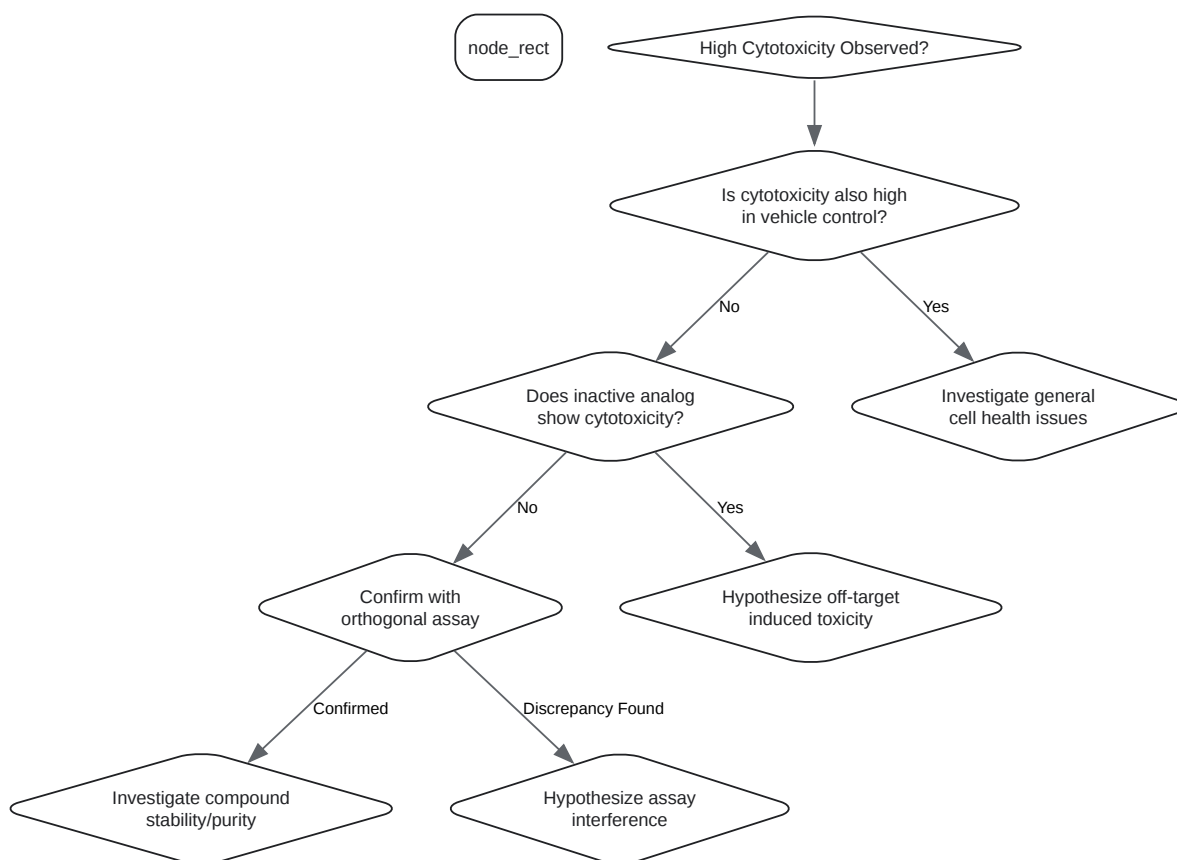 node_rect
High Cytotoxicity Observed?
Is cytotoxicity also high
in vehicle control?
No
Yes
Does inactive analog
show cytotoxicity?
Investigate general
cell health issues
No
Yes
Confirm with
orthogonal assay
Hypothesize off-target
induced toxicity
Confirmed
Discrepancy Found
Investigate compound
stability/purity
Hypothesize assay
interference